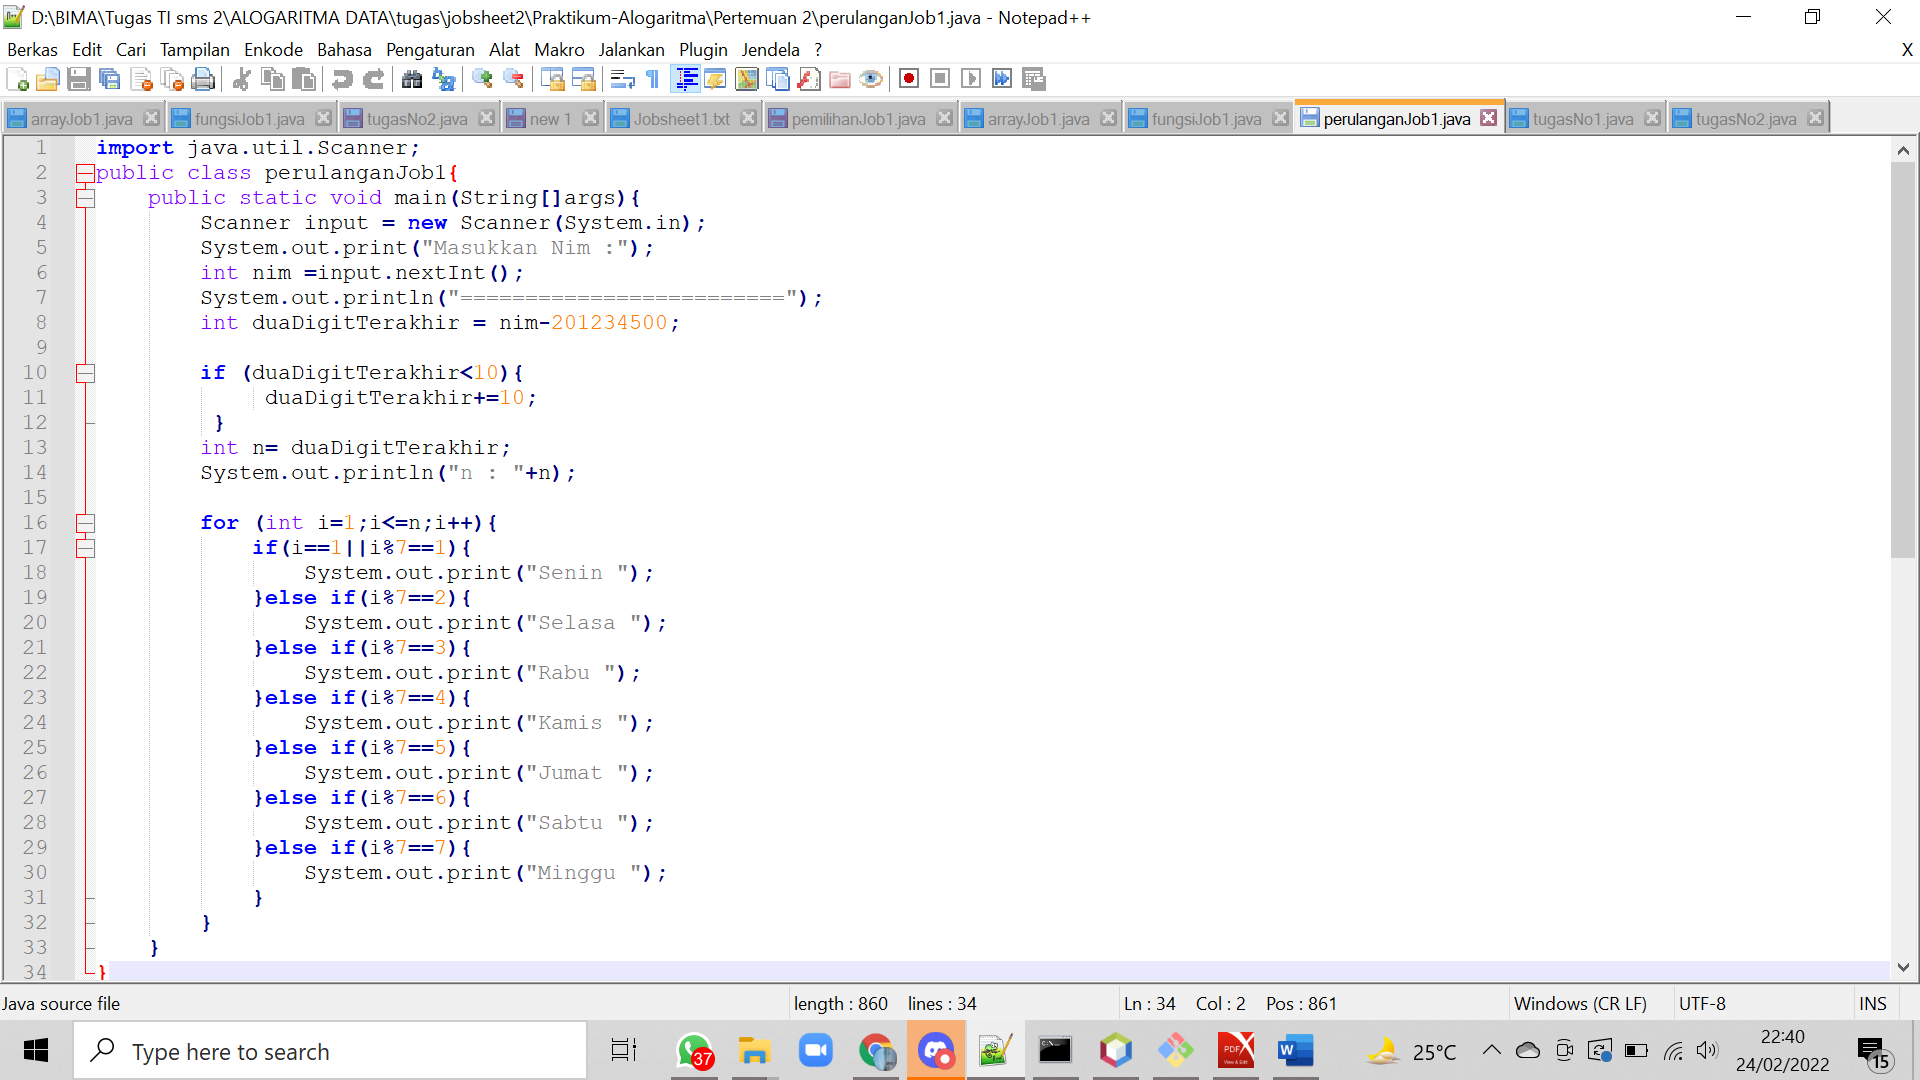 D:\BIMA\Tugas TI sms 2\ALOGARITMA DATA\tugas\jobsheet2\Praktikum-Alogaritma\Pertemuan 2\perulanganJob1.java - Notepad++
Berkas Edit Cari Tampilan Enkode Bahasa Pengaturan Alat Makro Jalankan Plugin Jendela ? X
arrayJob1.java fungsiJob1.java tugasNo2.java new 1 Jobsheet1.txt pemilihanJob1.java arrayJob1.java fungsiJob1.java perulanganJob1.java tugasNo1.java tugasNo2.java
1 import java.util.Scanner;
2 public class perulanganJob1{
3 public static void main(String[]args){
4 Scanner input = new Scanner(System.in);
5 System.out.print("Masukkan Nim :");
6 int nim =input.nextInt();
7 System.out.println("=========================");
8 int duaDigitTerakhir = nim-201234500;
9
10 if (duaDigitTerakhir<10){
11 duaDigitTerakhir+=10;
12 }
13 int n= duaDigitTerakhir;
14 System.out.println("n : "+n);
15
16 for (int i=1;i<=n;i++){
17 if(i==1||i%7==1){
18 System.out.print("Senin ");
19 }else if(i%7==2){
20 System.out.print("Selasa ");
21 }else if(i%7==3){
22 System.out.print("Rabu ");
23 }else if(i%7==4){
24 System.out.print("Kamis ");
25 }else if(i%7==5){
26 System.out.print("Jumat ");
27 }else if(i%7==6){
28 System.out.print("Sabtu ");
29 }else if(i%7==7){
30 System.out.print("Minggu ");
31 }
32 }
33 }
34 }
Java source file length : 860 lines : 34 Ln : 34 Col : 2 Pos : 861 Windows (CR LF) UTF-8 INS
Type here to search 37 25°C 22:40
24/02/2022 15